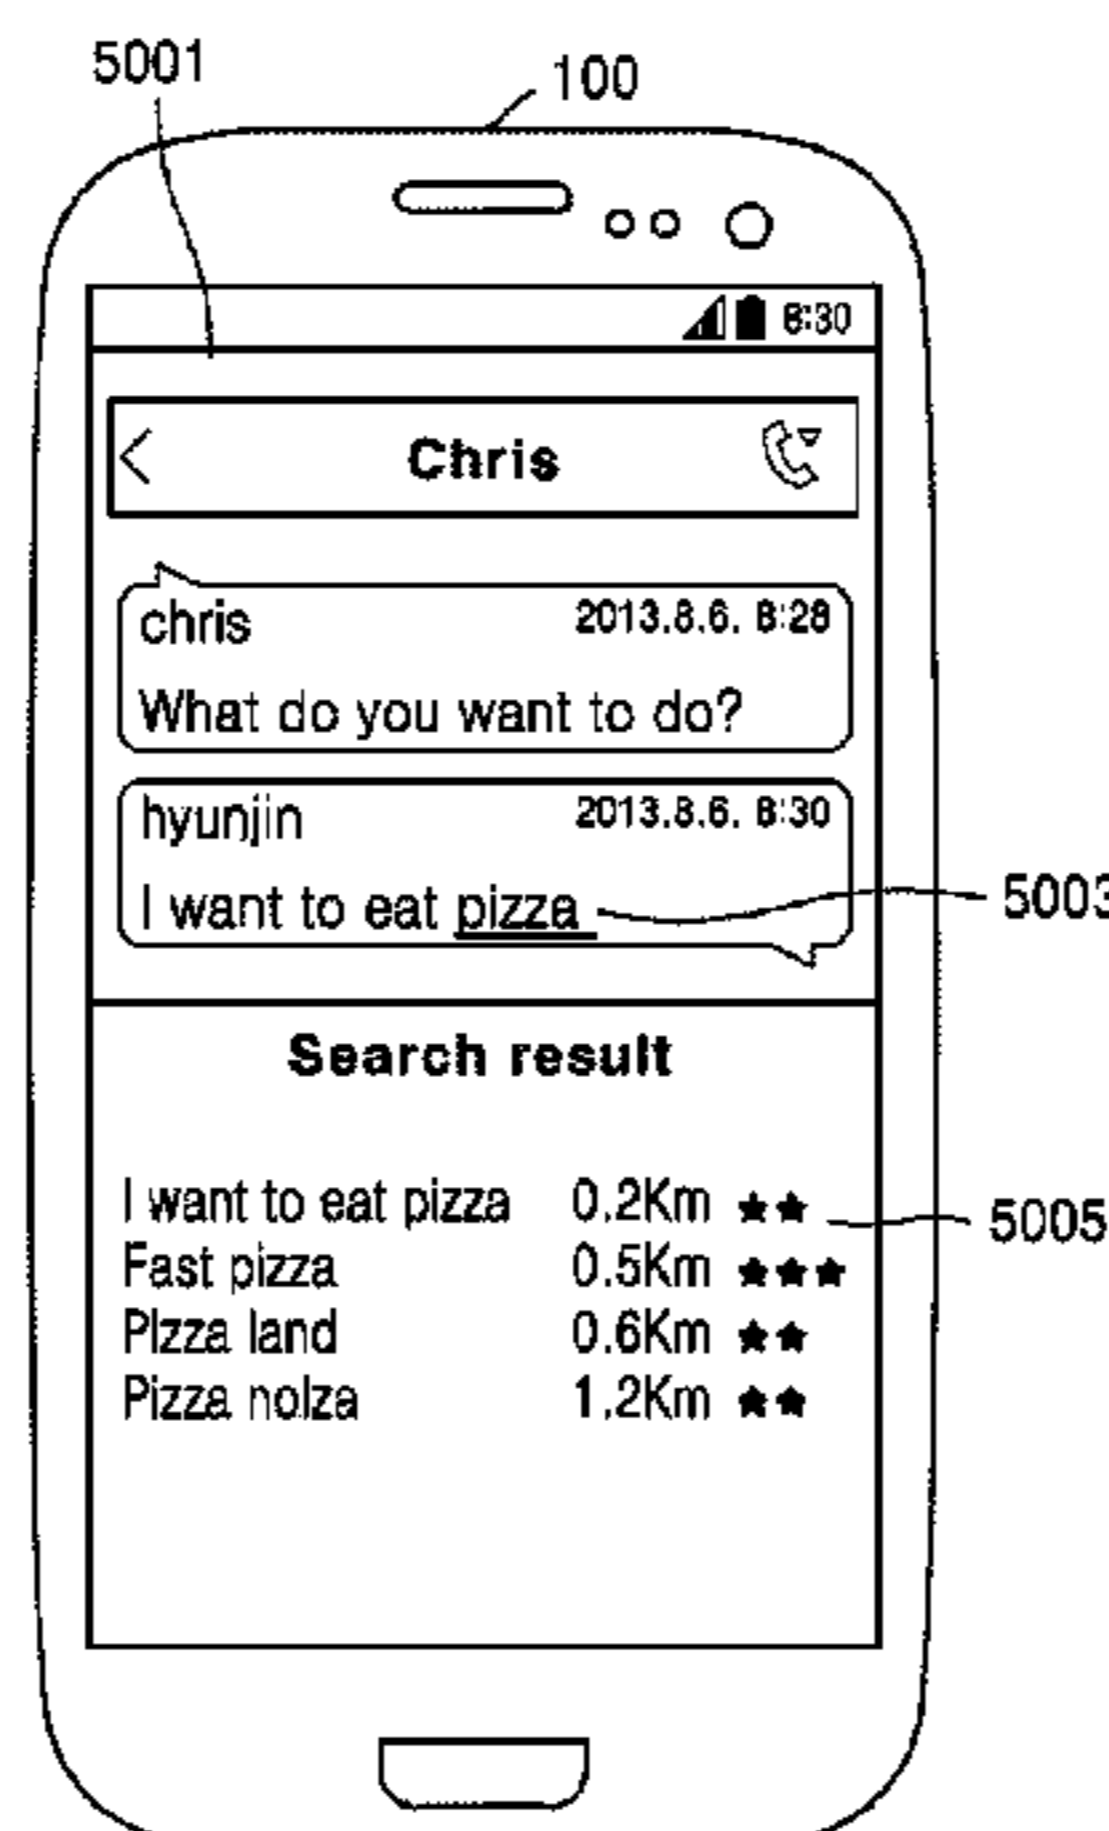 5001
100
8:30
Chris
chris 2013.8.6. 8:28
What do you want to do?
hyunjin 2013.8.6. 8:30
I want to eat pizza
5003
Search result
I want to eat pizza 0.2Km ★★
5005
Fast pizza 0.5Km ★★★
Pizza land 0.6Km ★★
Pizza nolza 1.2Km ★★